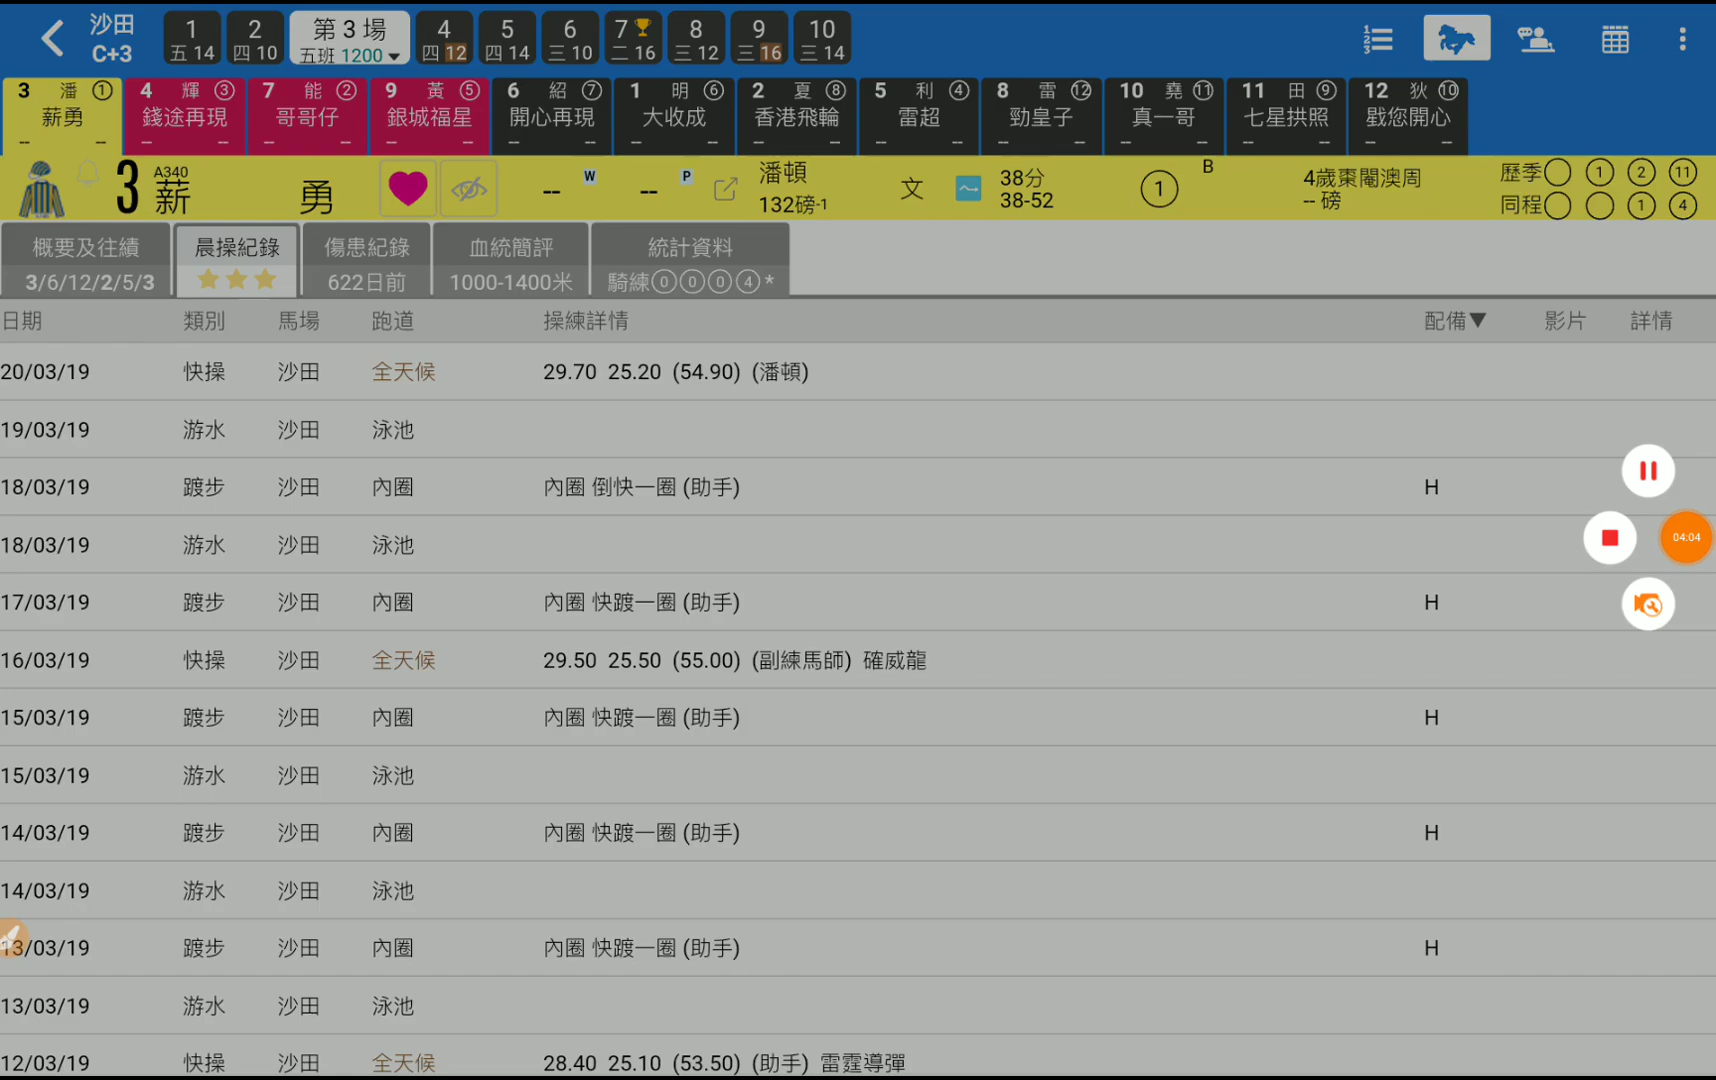 沙田
C+3
1
五 14
2
四 10
第 3 場
五班 1200
4
四 12
5
四 14
6
三 10
7
二 16
8
三 12
9
三 16
10
三 14
3 潘 ①
薪勇
-- --
4 輝 ③
錢途再現
-- --
7 能 ②
哥哥仔
-- --
9 黃 ⑤
銀城福星
-- --
6 紹 ⑦
開心再現
-- --
1 明 ⑥
大收成
-- --
2 夏 ⑧
香港飛輪
-- --
5 利 ④
雷超
-- --
8 雷 ⑫
勁皇子
-- --
10 堯 ⑪
真一哥
-- --
11 田 ⑨
七星拱照
-- --
12 狄 ⑩
戥您開心
-- --
3
A340
薪 勇
-- W
-- P
潘頓
132磅-1
文
38分
38-52
①
B
4歲棗閹澳周
-- 磅
歷季 ① ② ⑪
同程 ① ④
概要及往績
3/6/12/2/5/3
晨操紀錄
傷患紀錄
622日前
血統簡評
1000-1400米
統計資料
騎練⓪⓪⓪④*
日期 類別 馬場 跑道 操練詳情 配備▼ 影片 詳情
20/03/19 快操 沙田 全天候 29.70 25.20 (54.90) (潘頓)
19/03/19 游水 沙田 泳池
18/03/19 踱步 沙田 內圈 內圈 倒快一圈 (助手) H
18/03/19 游水 沙田 泳池
04:04
17/03/19 踱步 沙田 內圈 內圈 快踱一圈 (助手) H
16/03/19 快操 沙田 全天候 29.50 25.50 (55.00) (副練馬師) 確威龍
15/03/19 踱步 沙田 內圈 內圈 快踱一圈 (助手) H
15/03/19 游水 沙田 泳池
14/03/19 踱步 沙田 內圈 內圈 快踱一圈 (助手) H
14/03/19 游水 沙田 泳池
13/03/19 踱步 沙田 內圈 內圈 快踱一圈 (助手) H
13/03/19 游水 沙田 泳池
12/03/19 快操 沙田 全天候 28.40 25.10 (53.50) (助手) 雷霆導彈